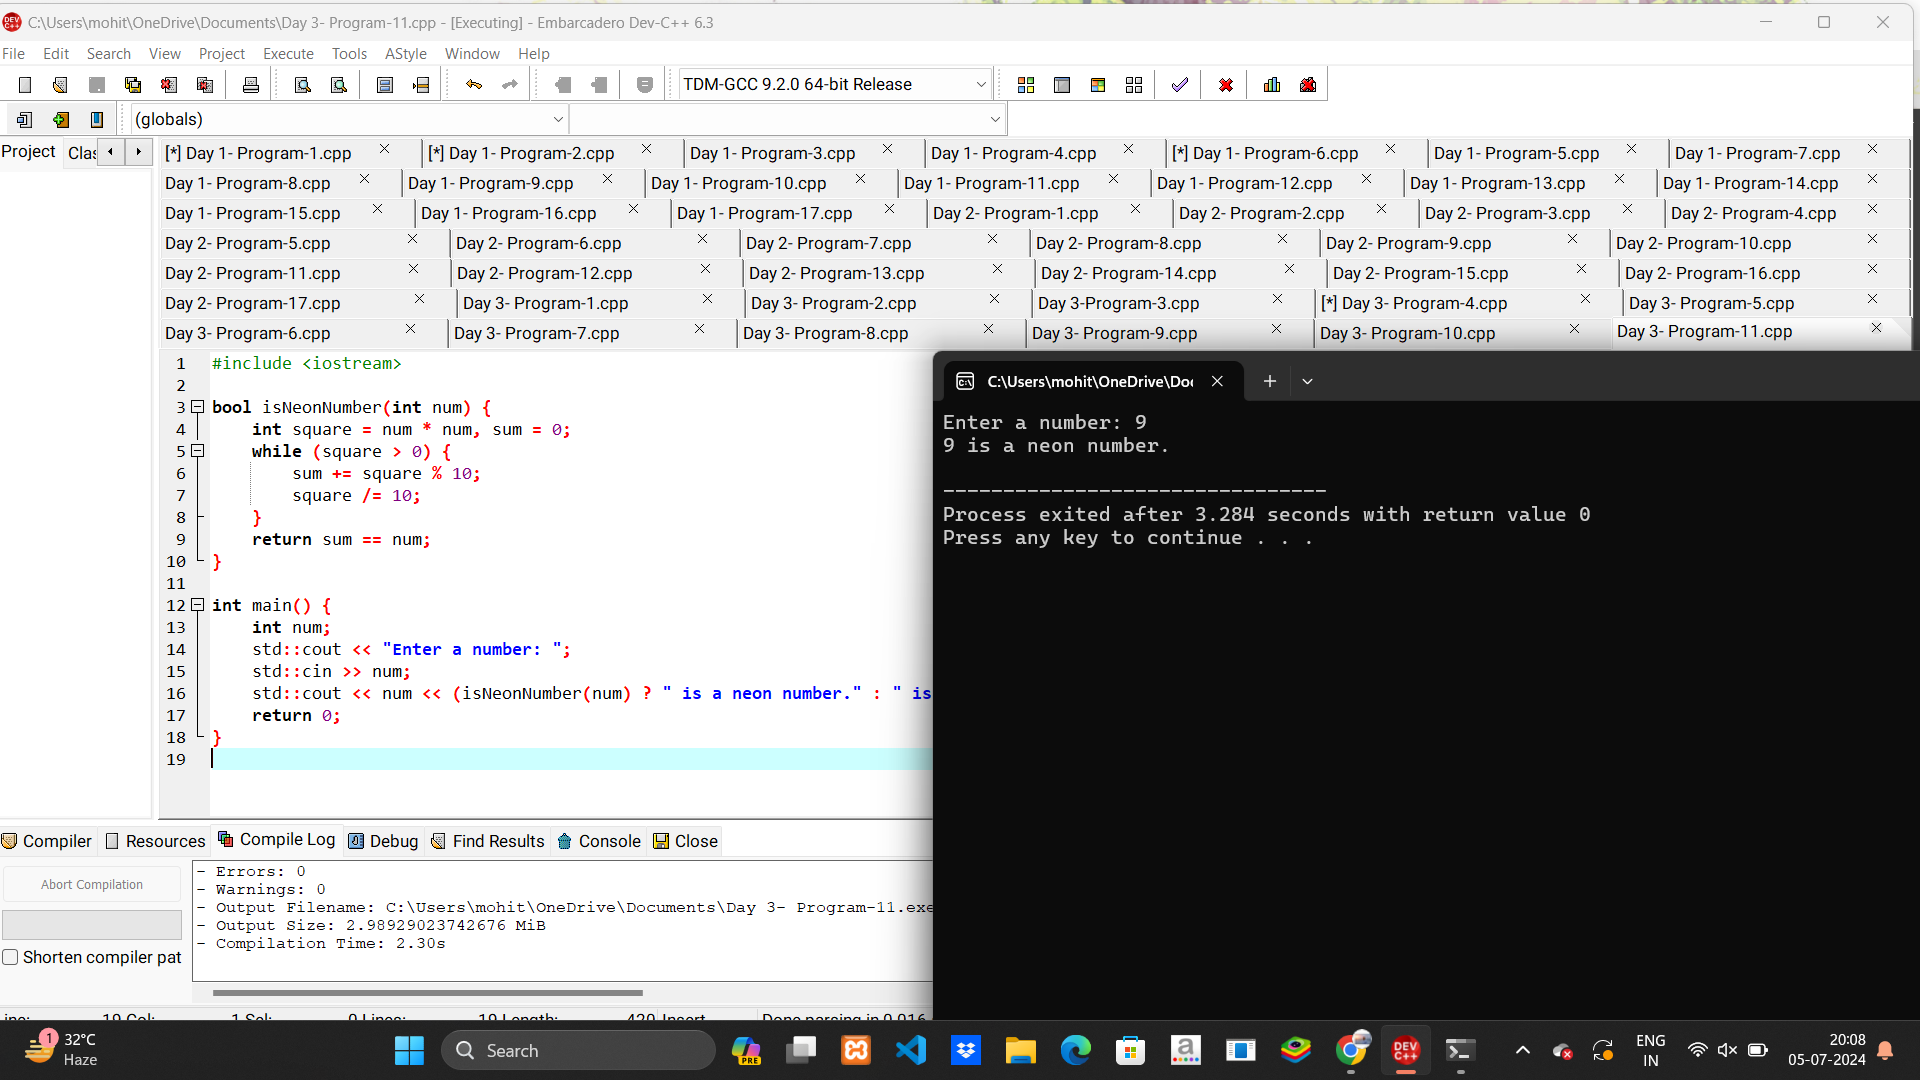 C:\Users\mohit\OneDrive\Documents\Day 3- Program-11.cpp - [Executing] - Embarcadero Dev-C++ 6.3
File Edit Search View Project Execute Tools AStyle Window Help
TDM-GCC 9.2.0 64-bit Release
(globals)
Project Clas
[*] Day 1- Program-1.cpp [*] Day 1- Program-2.cpp Day 1- Program-3.cpp Day 1- Program-4.cpp [*] Day 1- Program-6.cpp Day 1- Program-5.cpp Day 1- Program-7.cpp
Day 1- Program-8.cpp Day 1- Program-9.cpp Day 1- Program-10.cpp Day 1- Program-11.cpp Day 1- Program-12.cpp Day 1- Program-13.cpp Day 1- Program-14.cpp
Day 1- Program-15.cpp Day 1- Program-16.cpp Day 1- Program-17.cpp Day 2- Program-1.cpp Day 2- Program-2.cpp Day 2- Program-3.cpp Day 2- Program-4.cpp
Day 2- Program-5.cpp Day 2- Program-6.cpp Day 2- Program-7.cpp Day 2- Program-8.cpp Day 2- Program-9.cpp Day 2- Program-10.cpp
Day 2- Program-11.cpp Day 2- Program-12.cpp Day 2- Program-13.cpp Day 2- Program-14.cpp Day 2- Program-15.cpp Day 2- Program-16.cpp
Day 2- Program-17.cpp Day 3- Program-1.cpp Day 3- Program-2.cpp Day 3-Program-3.cpp [*] Day 3- Program-4.cpp Day 3- Program-5.cpp
Day 3- Program-6.cpp Day 3- Program-7.cpp Day 3- Program-8.cpp Day 3- Program-9.cpp Day 3- Program-10.cpp Day 3- Program-11.cpp
1 #include <iostream>
2
3 bool isNeonNumber(int num) {
4 int square = num * num, sum = 0;
5 while (square > 0) {
6 sum += square % 10;
7 square /= 10;
8 }
9 return sum == num;
10 }
11
12 int main() {
13 int num;
14 std::cout << "Enter a number: ";
15 std::cin >> num;
16 std::cout << num << (isNeonNumber(num) ? " is a neon number." : " is
17 return 0;
18 }
19
C:\Users\mohit\OneDrive\Doc
Enter a number: 9
9 is a neon number.
--------------------------------
Process exited after 3.284 seconds with return value 0
Press any key to continue . . .
Compiler Resources Compile Log Debug Find Results Console Close
Abort Compilation
Shorten compiler pat
- Errors: 0
- Warnings: 0
- Output Filename: C:\Users\mohit\OneDrive\Documents\Day 3- Program-11.exe
- Output Size: 2.98929023742676 MiB
- Compilation Time: 2.30s
19 Col: 1 Sel: 0 Lines: 19 Length: 420 Insert Done parsing in 0.016
1 32°C
Haze
Search
PRE
DEV C++
ENG
IN
20:08
05-07-2024